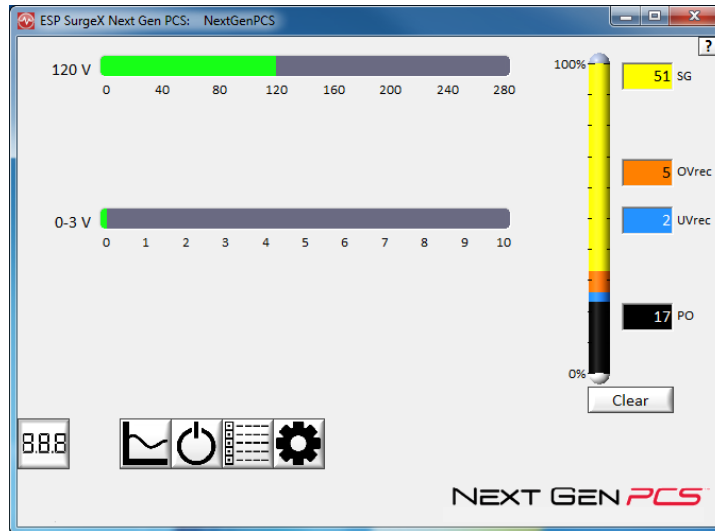 ESP SurgeX Next Gen PCS: NextGenPCS
?
120 V
0 40 80 120 160 200 240 280
0-3 V
0 1 2 3 4 5 6 7 8 9 10
100%
51 SG
5 OVrec
2 UVrec
17 PO
0%
Clear
8.8.8
NEXT GEN PCS